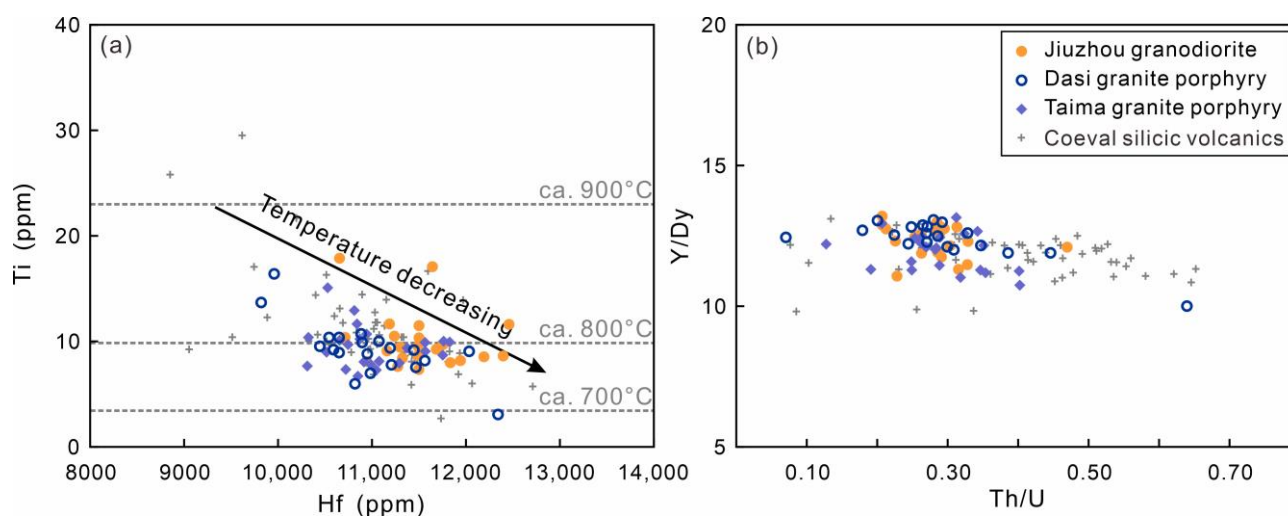 (a)
Ti (ppm)
40
30
20
10
0
ca. 900°C
Temperature decreasing
ca. 800°C
ca. 700°C
8000 9000 10,000 11,000 12,000 13,000 14,000
Hf (ppm)
(b)
Y/Dy
20
15
10
5
Jiuzhou granodiorite
Dasi granite porphyry
Taima granite porphyry
Coeval silicic volcanics
0.10 0.30 0.50 0.70
Th/U